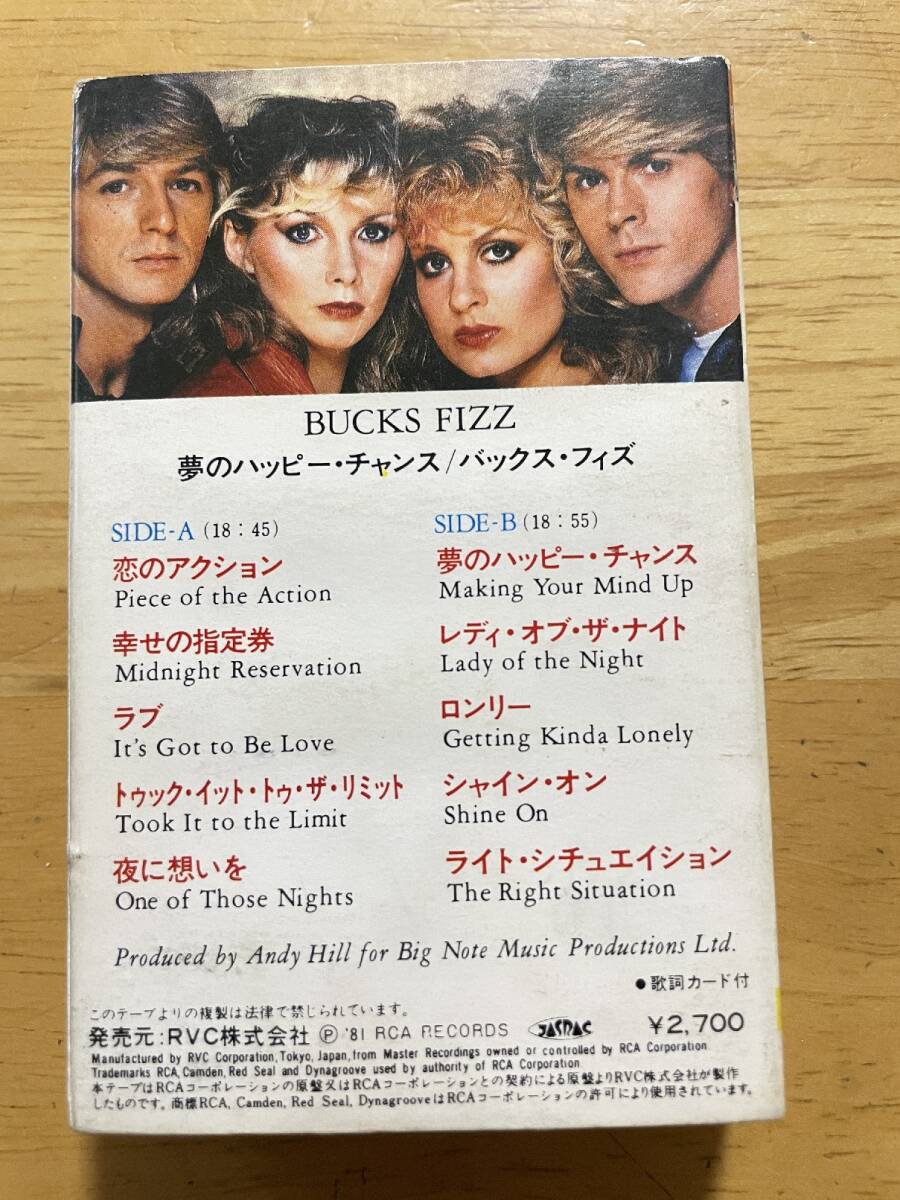 BUCKS FIZZ
夢のハッピー・チャンス/バックス・フィズ
SIDE-A (18:45)
恋のアクション
Piece of the Action
幸せの指定券
Midnight Reservation
ラブ
It's Got to Be Love
トゥック・イット・トゥ・ザ・リミット
Took It to the Limit
夜に想いを
One of Those Nights
SIDE-B (18:55)
夢のハッピー・チャンス
Making Your Mind Up
レディ・オブ・ザ・ナイト
Lady of the Night
ロンリー
Getting Kinda Lonely
シャイン・オン
Shine On
ライト・シチュエイション
The Right Situation
Produced by Andy Hill for Big Note Music Productions Ltd.
●歌詞カード付
このテープよりの複製は法律で禁じられています。
発売元:RVC株式会社 Ⓟ '81 RCA RECORDS JASRAC ¥2,700
Manufactured by RVC Corporation, Tokyo, Japan, from Master Recordings owned or controlled by RCA Corporation.
Trademarks RCA, Camden, Red Seal and Dynagroove used by authority of RCA Corporation.
本テープはRCAコーポレーションの原盤又はRCAコーポレーションとの契約による原盤よりRVC株式会社が製作
したものです。商標RCA, Camden, Red Seal, DynagrooveはRCAコーポレーションの許可により使用されています。